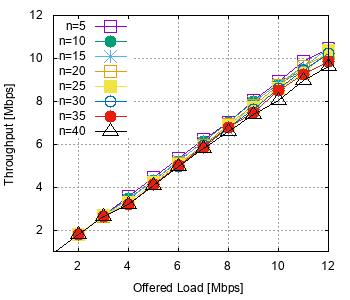 12
10
8
6
4
2
Throughput [Mbps]
n=5
n=10
n=15
n=20
n=25
n=30
n=35
n=40
2 4 6 8 10 12
Offered Load [Mbps]